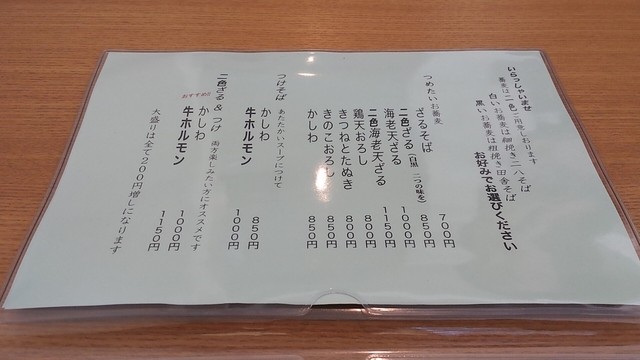 いらっしゃいませ
蕎麦は二色ご用意しております
白いお蕎麦は細挽き二八そば
黒いお蕎麦は粗挽き田舎そば
お好みでお選びください
つめたいお蕎麦
ざるそば 700円
二色ざる (白黒 二つの味を) 850円
海老天ざる 1000円
二色海老天ざる 1150円
鶏天おろし 800円
きつねとたぬき 800円
きのこおろし 850円
かしわ 850円
つけそば あたたかいスープにつけて
かしわ 850円
牛ホルモン 1000円
二色ざる & つけ 両方楽しみたい方にオススメです
かしわ 1000円
おすすめ!! 牛ホルモン 1150円
大盛りは全て200円増しになります